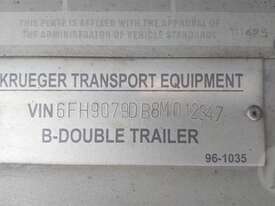 THIS PLATE IS AFFIXED WITH THE APPROVAL OF
THE ADMINISTRATOR OF VEHICLE STANDARDS
KRUEGER TRANSPORT EQUIPMENT
VIN 6FH9079DB8M012347
B-DOUBLE TRAILER
96-1035